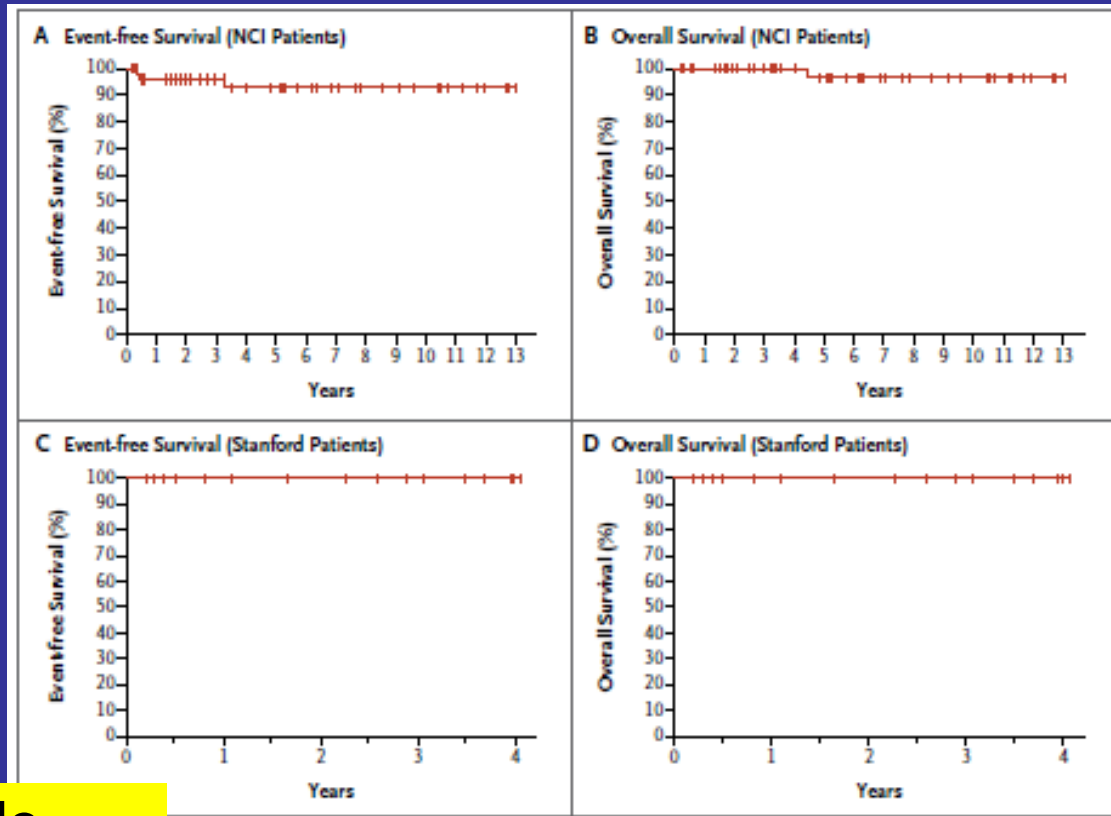 A Event-free Survival (NCI Patients)
Event-free Survival (%)
100
90
80
70
60
50
40
30
20
10
0
0 1 2 3 4 5 6 7 8 9 10 11 12 13
Years
B Overall Survival (NCI Patients)
Overall Survival (%)
100
90
80
70
60
50
40
30
20
10
0
0 1 2 3 4 5 6 7 8 9 10 11 12 13
Years
C Event-free Survival (Stanford Patients)
Event-free Survival (%)
100
90
80
70
60
50
40
30
20
10
0
0 1 2 3 4
Years
D Overall Survival (Stanford Patients)
Overall Survival (%)
100
90
80
70
60
50
40
30
20
10
0
0 1 2 3 4
Years